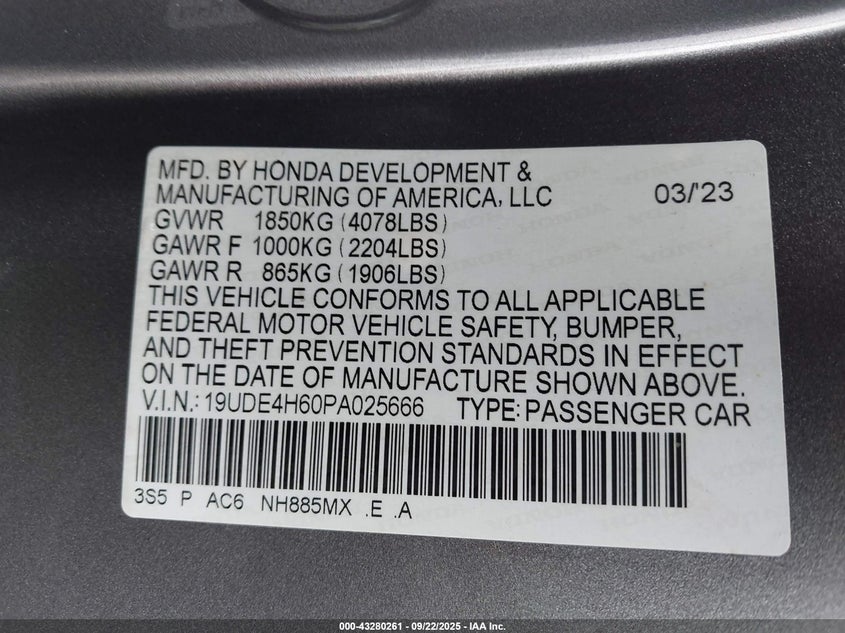 MFD. BY HONDA DEVELOPMENT &
MANUFACTURING OF AMERICA, LLC 03/'23
GVWR 1850KG (4078LBS)
GAWR F 1000KG (2204LBS)
GAWR R 865KG (1906LBS)
THIS VEHICLE CONFORMS TO ALL APPLICABLE
FEDERAL MOTOR VEHICLE SAFETY, BUMPER,
AND THEFT PREVENTION STANDARDS IN EFFECT
ON THE DATE OF MANUFACTURE SHOWN ABOVE.
V.I.N.: 19UDE4H60PA025666 TYPE: PASSENGER CAR
3S5 P AC6 NH885MX .E .A
000-43280261 - 09/22/2025 - IAA Inc.